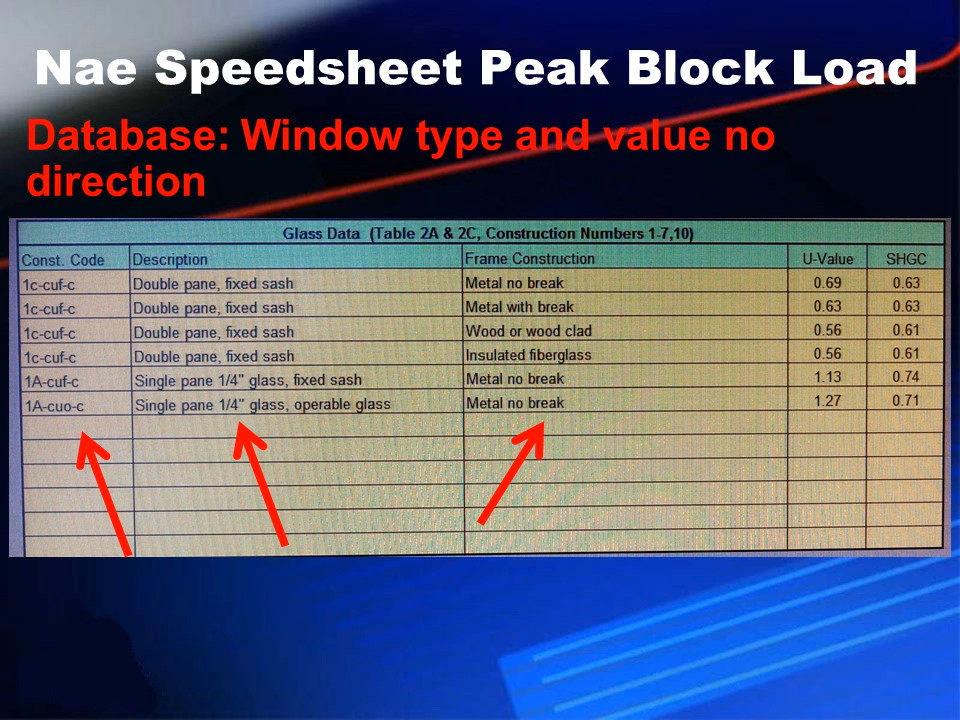 Nae Speedsheet Peak Block Load
Database: Window type and value no
direction
Glass Data (Table 2A & 2C, Construction Numbers 1-7,10)
Const. Code Description Frame Construction U-Value SHGC
1c-cuf-c Double pane, fixed sash Metal no break 0.69 0.63
1c-cuf-c Double pane, fixed sash Metal with break 0.63 0.63
1c-cuf-c Double pane, fixed sash Wood or wood clad 0.56 0.61
1c-cuf-c Double pane, fixed sash Insulated fiberglass 0.56 0.61
1A-cuf-c Single pane 1/4" glass, fixed sash Metal no break 1.13 0.74
1A-cuo-c Single pane 1/4" glass, operable glass Metal no break 1.27 0.71